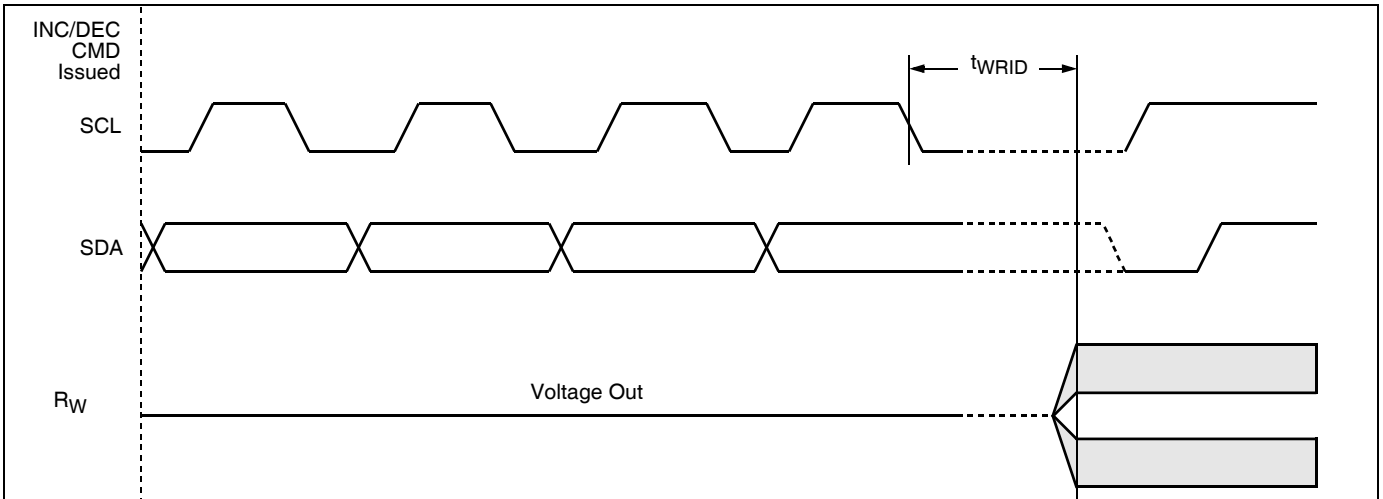 INC/DEC
CMD
Issued
tWRID
SCL
SDA
Voltage Out
RW